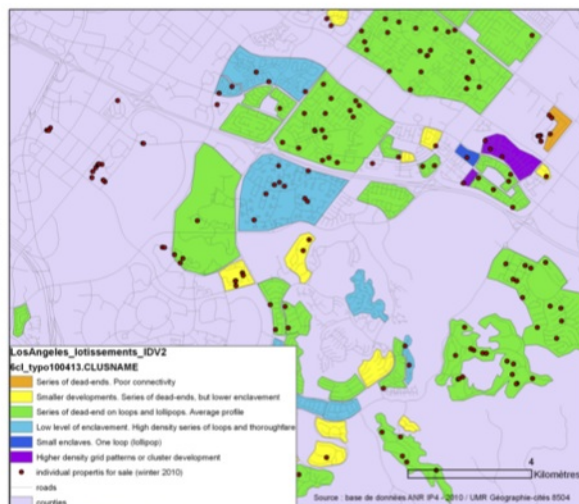 LosAngeles_lotissements_IDV2
6cl_typo100413.CLUSNAME
Series of dead-ends. Poor connectivity
Smaller developments. Series of dead-ends, but lower enclavement
Series of dead-end on loops and lollipops. Average profile
Low level of enclavement. High density series of loops and thoroughfare
Small enclaves. One loop (lollipop)
Higher density grid patterns or cluster development
individual propertis for sale (winter 2010)
roads
counties
4
Kilomètres
Source : base de données ANR IP4 - 2010 / UMR Géographie-cités 8504.